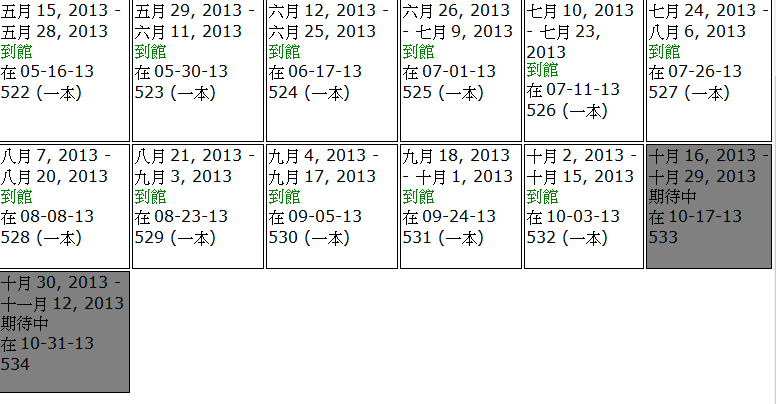 五月 15, 2013 -
五月 28, 2013
到館
在 05-16-13
522 (一本)
五月 29, 2013 -
六月 11, 2013
到館
在 05-30-13
523 (一本)
六月 12, 2013 -
六月 25, 2013
到館
在 06-17-13
524 (一本)
六月 26, 2013
- 七月 9, 2013
到館
在 07-01-13
525 (一本)
七月 10, 2013
- 七月 23,
2013
到館
在 07-11-13
526 (一本)
七月 24, 2013 -
八月 6, 2013
到館
在 07-26-13
527 (一本)
八月 7, 2013 -
八月 20, 2013
到館
在 08-08-13
528 (一本)
八月 21, 2013 -
九月 3, 2013
到館
在 08-23-13
529 (一本)
九月 4, 2013 -
九月 17, 2013
到館
在 09-05-13
530 (一本)
九月 18, 2013
- 十月 1, 2013
到館
在 09-24-13
531 (一本)
十月 2, 2013 -
十月 15, 2013
到館
在 10-03-13
532 (一本)
十月 16, 2013 -
十月 29, 2013
期待中
在 10-17-13
533
十月 30, 2013 -
十一月 12, 2013
期待中
在 10-31-13
534